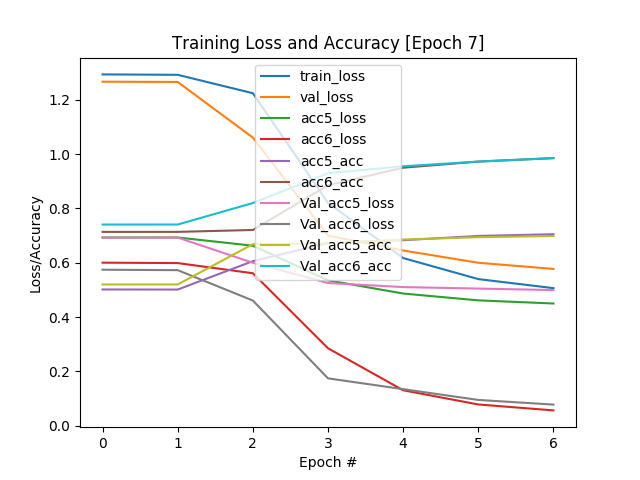 Training Loss and Accuracy [Epoch 7]
Loss/Accuracy
1.2
1.0
0.8
0.6
0.4
0.2
0.0
train_loss
val_loss
acc5_loss
acc6_loss
acc5_acc
acc6_acc
Val_acc5_loss
Val_acc6_loss
Val_acc5_acc
Val_acc6_acc
0 1 2 3 4 5 6
Epoch #